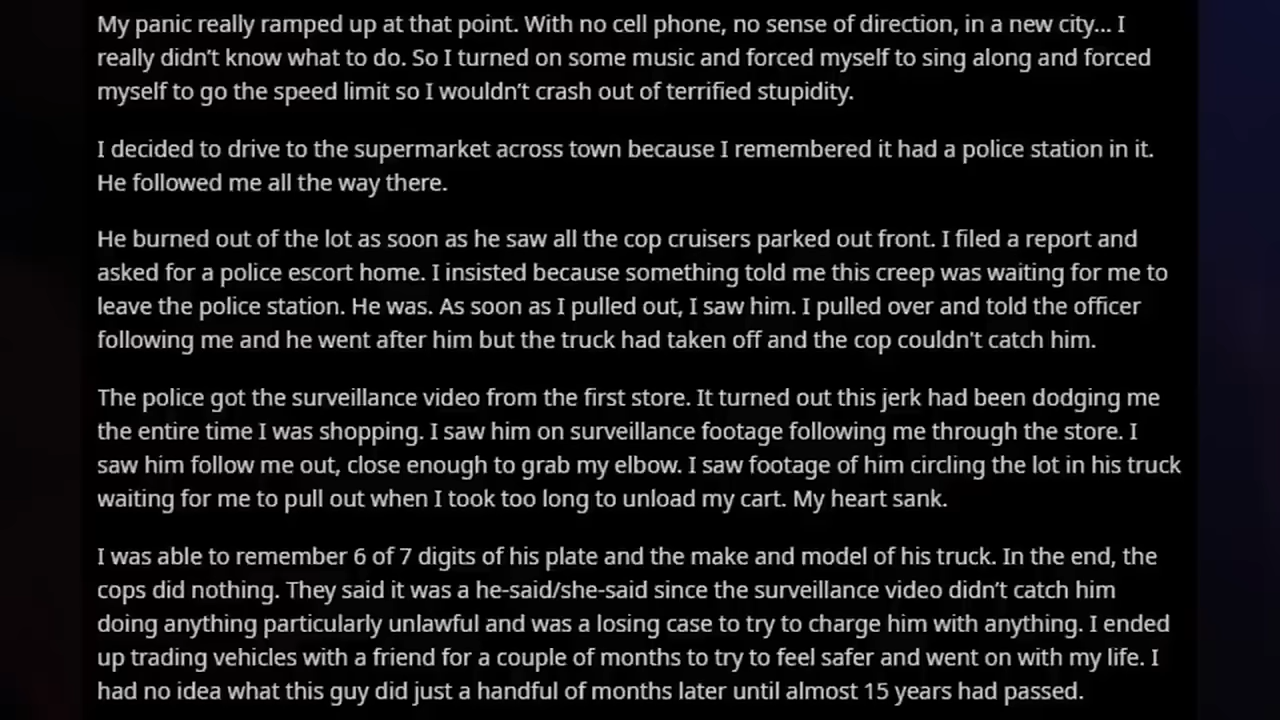 My panic really ramped up at that point. With no cell phone, no sense of direction, in a new city... I
really didn’t know what to do. So I turned on some music and forced myself to sing along and forced
myself to go the speed limit so I wouldn’t crash out of terrified stupidity.
I decided to drive to the supermarket across town because I remembered it had a police station in it.
He followed me all the way there.
He burned out of the lot as soon as he saw all the cop cruisers parked out front. I filed a report and
asked for a police escort home. I insisted because something told me this creep was waiting for me to
leave the police station. He was. As soon as I pulled out, I saw him. I pulled over and told the officer
following me and he went after him but the truck had taken off and the cop couldn't catch him.
The police got the surveillance video from the first store. It turned out this jerk had been dodging me
the entire time I was shopping. I saw him on surveillance footage following me through the store. I
saw him follow me out, close enough to grab my elbow. I saw footage of him circling the lot in his truck
waiting for me to pull out when I took too long to unload my cart. My heart sank.
I was able to remember 6 of 7 digits of his plate and the make and model of his truck. In the end, the
cops did nothing. They said it was a he-said/she-said since the surveillance video didn’t catch him
doing anything particularly unlawful and was a losing case to try to charge him with anything. I ended
up trading vehicles with a friend for a couple of months to try to feel safer and went on with my life. I
had no idea what this guy did just a handful of months later until almost 15 years had passed.